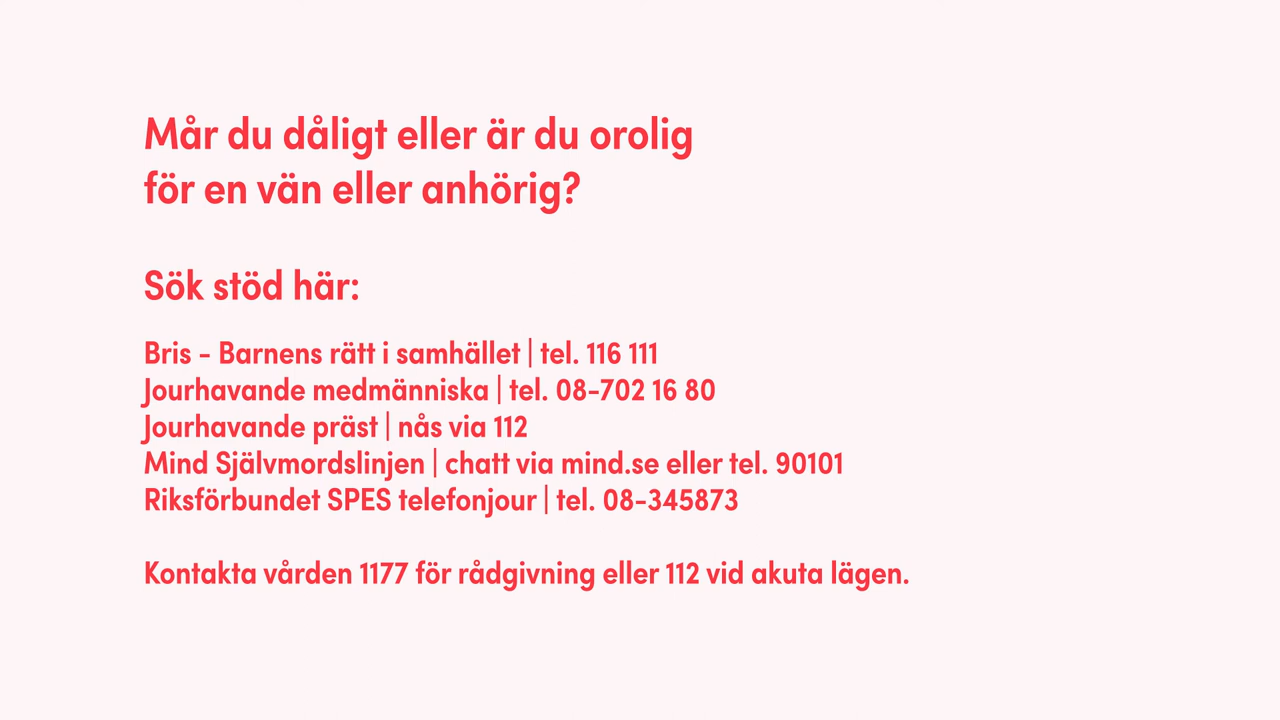 Mår du dåligt eller är du orolig
för en vän eller anhörig?
Sök stöd här:
Bris - Barnens rätt i samhället | tel. 116 111
Jourhavande medmänniska | tel. 08-702 16 80
Jourhavande präst | nås via 112
Mind Självmordslinjen | chatt via mind.se eller tel. 90101
Riksförbundet SPES telefonjour | tel. 08-345873
Kontakta vården 1177 för rådgivning eller 112 vid akuta lägen.